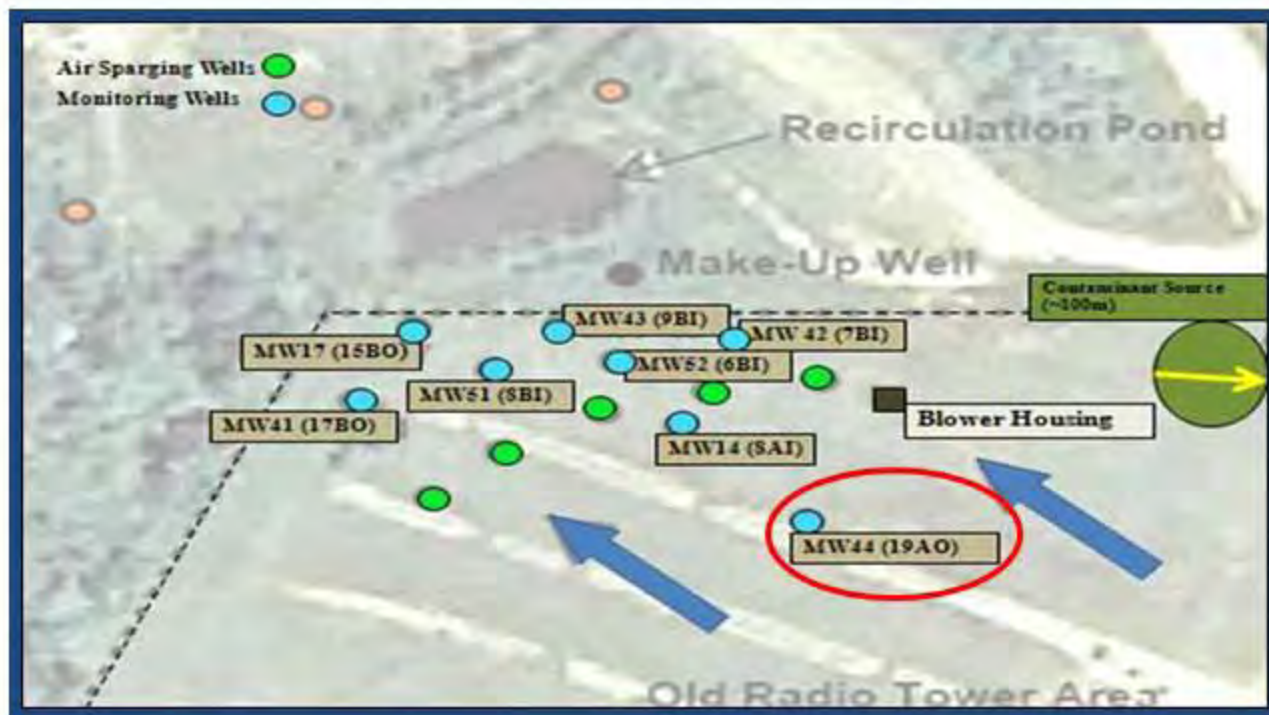 Air Sparging Wells
Monitoring Wells
Recirculation Pond
Make-Up Well
Contaminant Source
(~100m)
MW43 (9BI)
MW 42 (7BI)
MW17 (15BO)
MW52 (6BI)
MW51 (8BI)
MW41 (17BO)
Blower Housing
MW14 (8AI)
MW44 (19AO)
Old Radio Tower Area